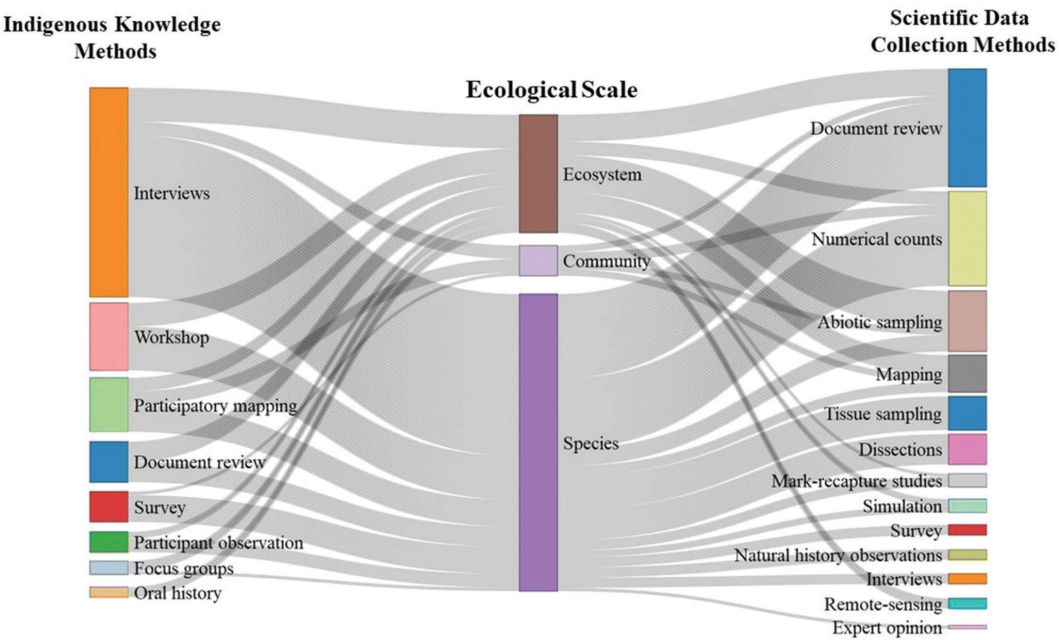 Indigenous Knowledge
Methods
Interviews
Workshop
Participatory mapping
Document review
Survey
Participant observation
Focus groups
Oral history
Ecological Scale
Ecosystem
Community
Species
Scientific Data
Collection Methods
Document review
Numerical counts
Abiotic sampling
Mapping
Tissue sampling
Dissections
Mark-recapture studies
Simulation
Survey
Natural history observations
Interviews
Remote-sensing
Expert opinion